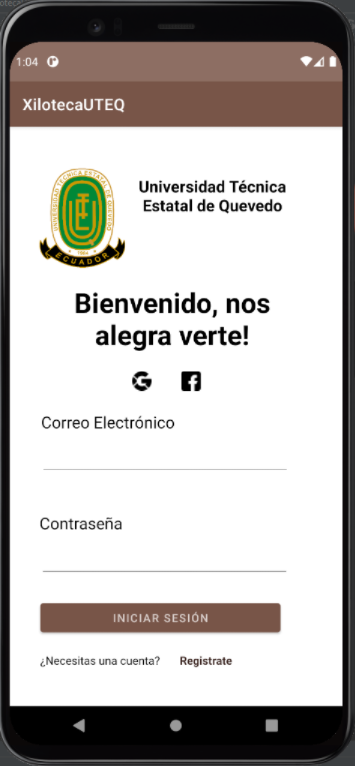 1:04
XilotecaUTEQ
UNIVERSIDAD TÉCNICA ESTATAL DE QUEVEDO
ECUADOR
Universidad Técnica
Estatal de Quevedo
Bienvenido, nos
alegra verte!
Correo Electrónico
Contraseña
INICIAR SESIÓN
¿Necesitas una cuenta? Registrate